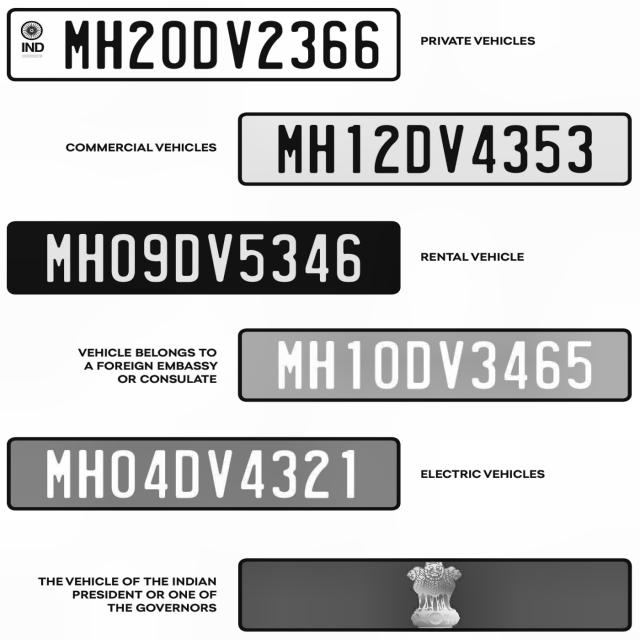 IND
MH20DV2366
PRIVATE VEHICLES
COMMERCIAL VEHICLES
MH12DV4353
MH09DV5346
RENTAL VEHICLE
VEHICLE BELONGS TO
A FOREIGN EMBASSY
OR CONSULATE
MH10DV3465
MH04DV4321
ELECTRIC VEHICLES
THE VEHICLE OF THE INDIAN
PRESIDENT OR ONE OF
THE GOVERNORS